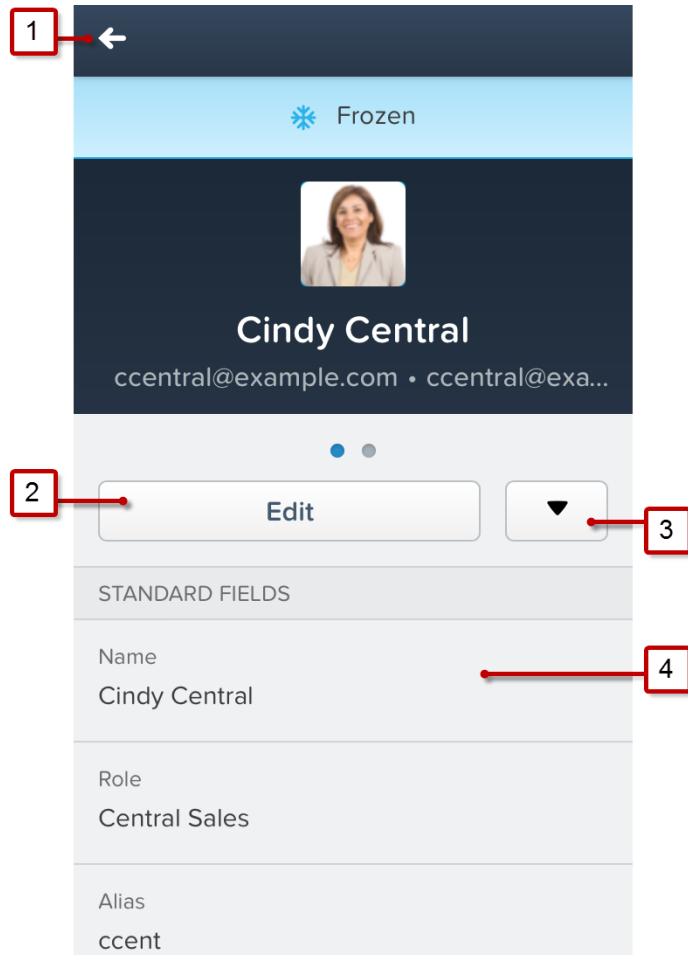 1
Frozen
Cindy Central
ccentral@example.com • ccentral@exa...
2
Edit
3
STANDARD FIELDS
Name
4
Cindy Central
Role
Central Sales
Alias
ccent